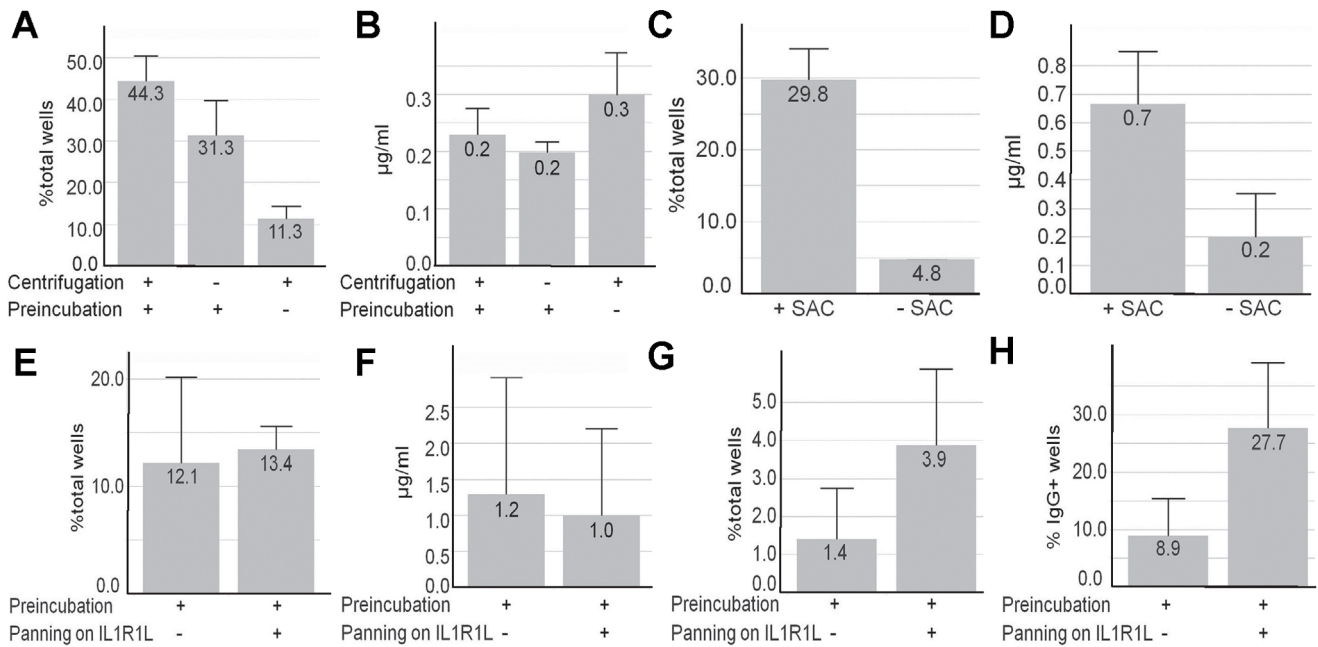 A
%total wells
50.0
40.0
30.0
20.0
10.0
0.0
44.3
31.3
11.3
Centrifugation + - +
Preincubation + + -
B
µg/ml
0.3
0.2
0.1
0.0
0.2
0.2
0.3
Centrifugation + - +
Preincubation + + -
C
%total wells
30.0
20.0
10.0
0.0
29.8
4.8
+ SAC - SAC
D
µg/ml
0.8
0.7
0.6
0.5
0.4
0.3
0.2
0.1
0.0
0.7
0.2
+ SAC - SAC
E
%total wells
20.0
10.0
0.0
12.1
13.4
Preincubation + +
Panning on IL1R1L - +
F
µg/ml
2.5
2.0
1.5
1.0
0.5
0.0
1.2
1.0
Preincubation + +
Panning on IL1R1L - +
G
%total wells
5.0
4.0
3.0
2.0
1.0
0.0
1.4
3.9
Preincubation + +
Panning on IL1R1L - +
H
% IgG+ wells
30.0
20.0
10.0
0.0
8.9
27.7
Preincubation + +
Panning on IL1R1L - +